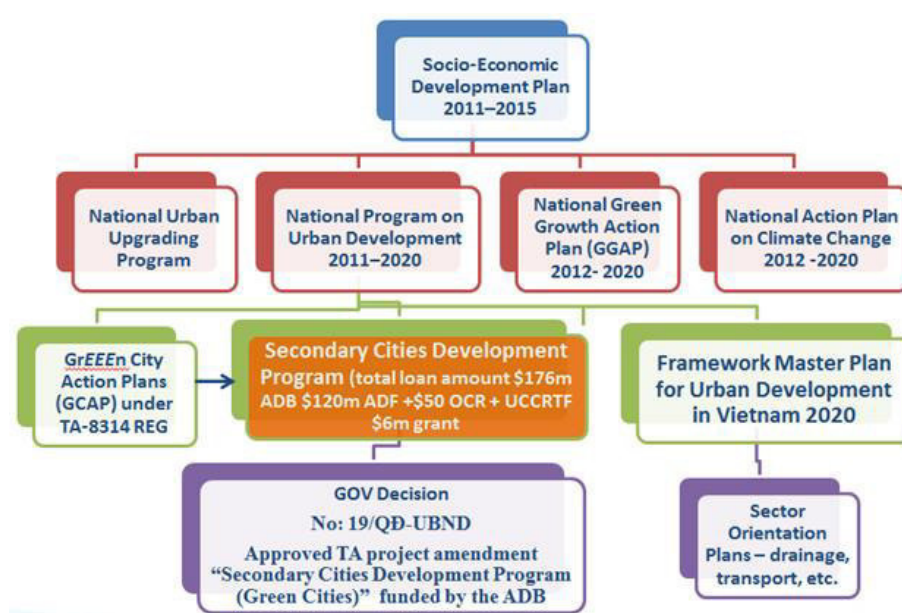 Socio-Economic
Development Plan
2011–2015
National Urban
Upgrading
Program
National Program on
Urban Development
2011–2020
National Green
Growth Action
Plan (GGAP)
2012- 2020
National Action Plan
on Climate Change
2012 -2020
GrEEEn City
Action Plans
(GCAP) under
TA-8314 REG
Secondary Cities Development
Program (total loan amount $176m
ADB $120m ADF +$50 OCR + UCCRTF
$6m grant
Framework Master Plan
for Urban Development
in Vietnam 2020
GOV Decision
No: 19/QĐ-UBND
Approved TA project amendment
“Secondary Cities Development Program
(Green Cities)” funded by the ADB
Sector
Orientation
Plans – drainage,
transport, etc.